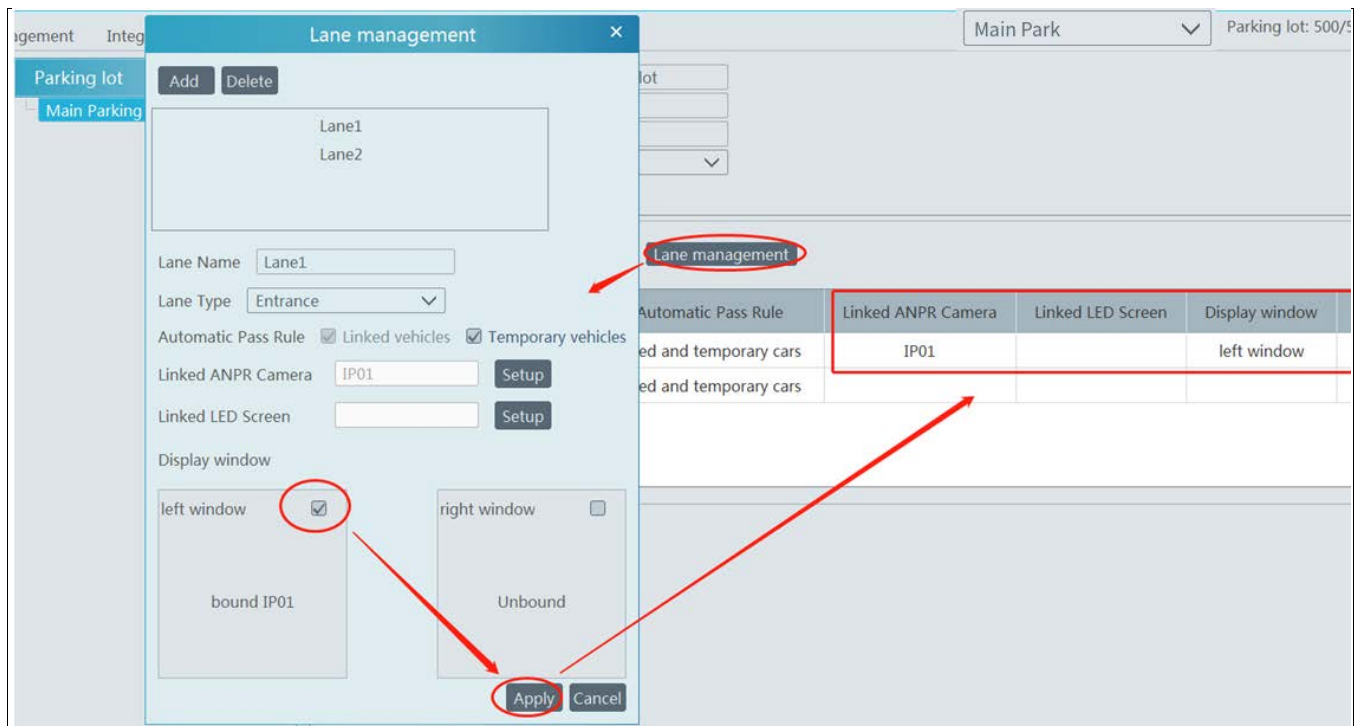 Lane management ×
Main Park
Parking lot: 500/5
Parking lot
Main Parking
Add Delete
Lane1
Lane2
lot
Lane management
Lane Name Lane1
Lane Type Entrance
Automatic Pass Rule Linked vehicles Temporary vehicles
Linked ANPR Camera IP01 Setup
Linked LED Screen Setup
Display window
left window right window
bound IP01 Unbound
Apply Cancel
Automatic Pass Rule Linked ANPR Camera Linked LED Screen Display window
ed and temporary cars IP01 left window
ed and temporary cars